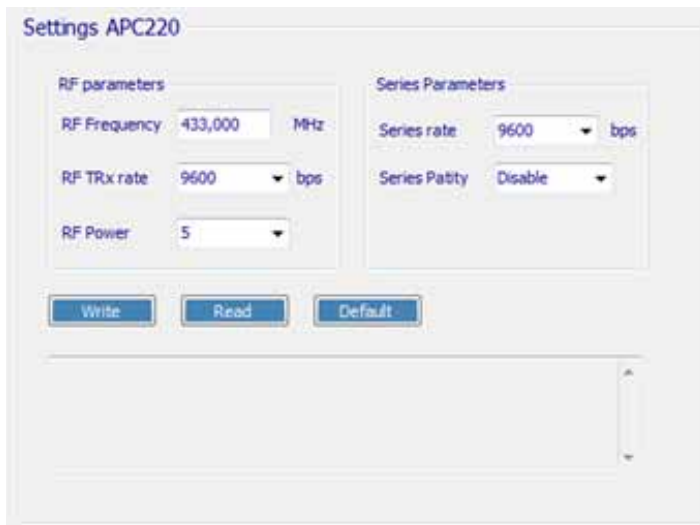 Settings APC220
RF parameters
RF Frequency 433,000 MHz
RF TRx rate 9600 bps
RF Power 5
Series Parameters
Series rate 9600 bps
Series Patity Disable
Write Read Default